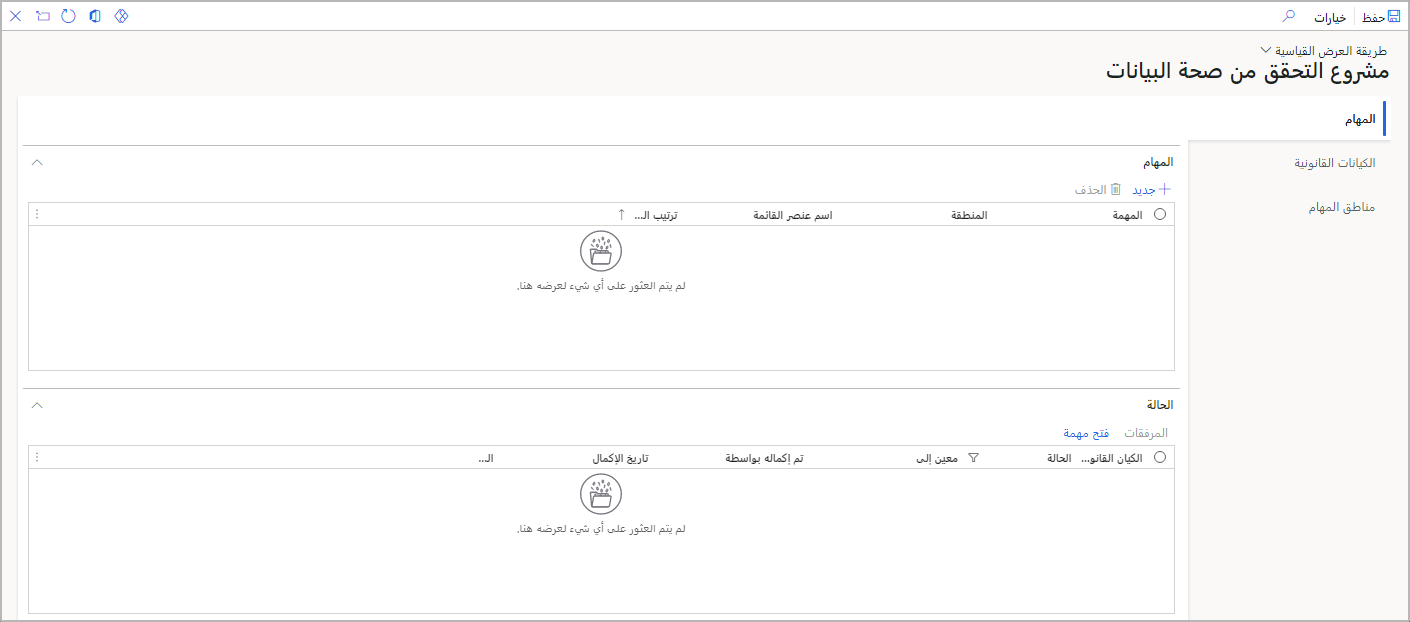 حفظ خيارات
طريقة العرض القياسية
مشروع التحقق من صحة البيانات
المهام
الكيانات القانونية
مناطق المهام
المهام
جديد الحذف
المهمة المنطقة اسم عنصر القائمة ترتيب الـ...
لم يتم العثور على أي شيء لعرضه هنا.
الحالة
المرفقات فتح مهمة
الكيان القانو... الحالة معين إلى تم إكماله بواسطة تاريخ الإكمال الـ...
لم يتم العثور على أي شيء لعرضه هنا.